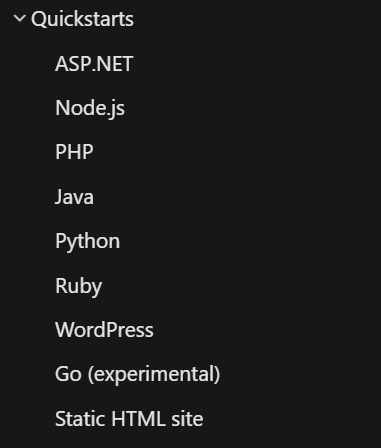 Quickstarts
ASP.NET
Node.js
PHP
Java
Python
Ruby
WordPress
Go (experimental)
Static HTML site